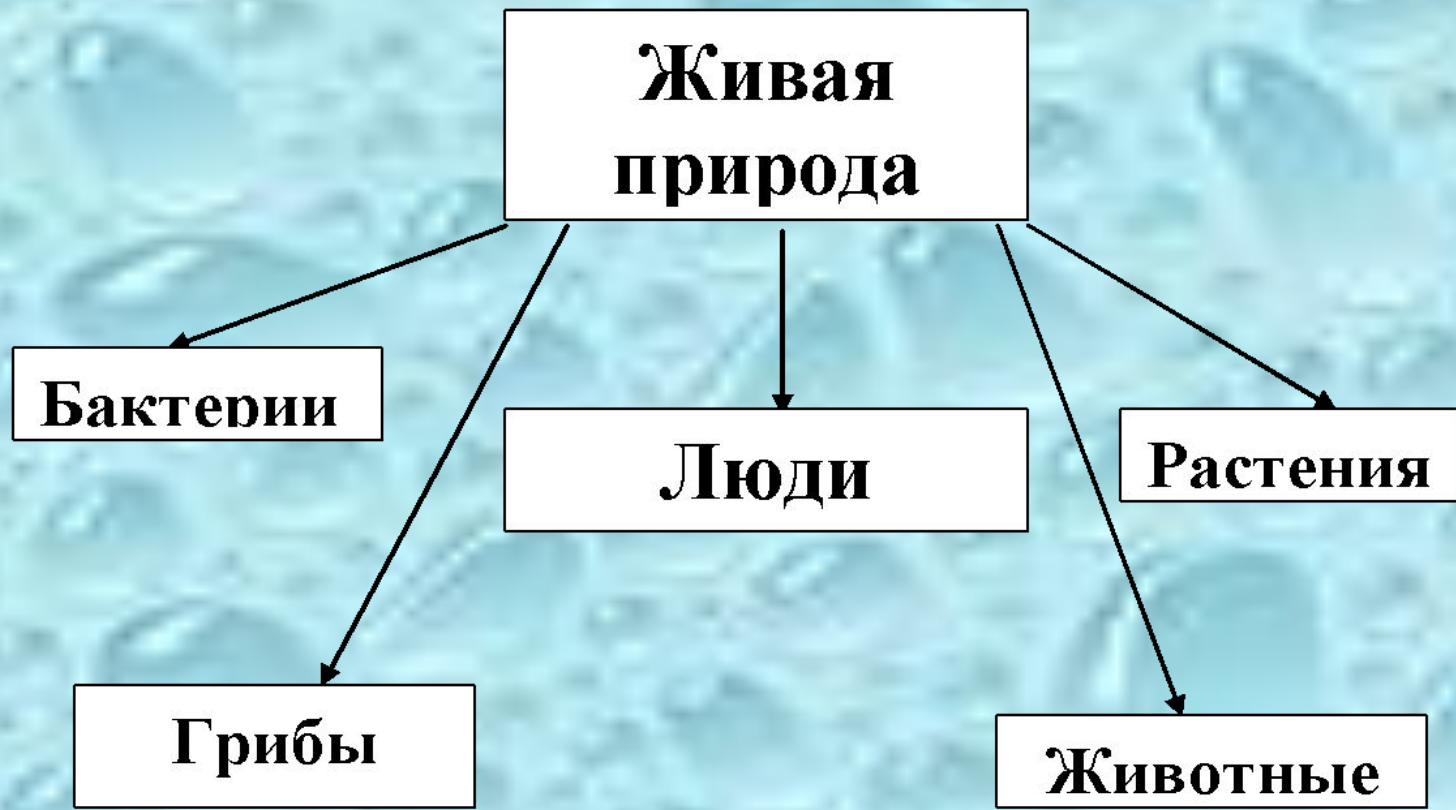 Живая
природа
Бактерии
Люди
Растения
Грибы
Животные